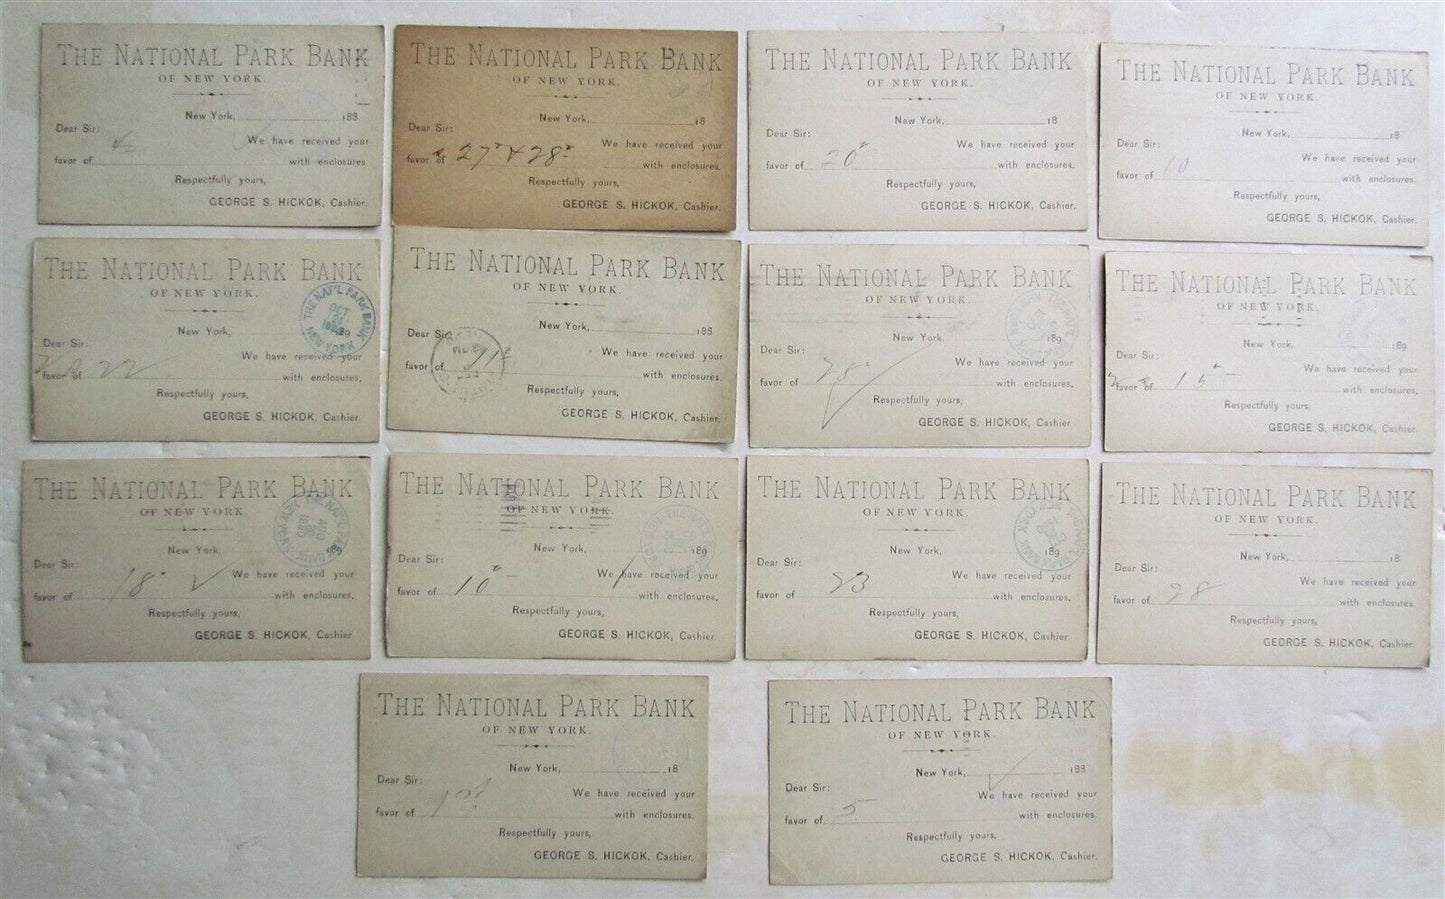 THE NATIONAL PARK BANK
OF NEW YORK.
New York, 188
Dear Sir:
We have received your
favor of with enclosures.
Respectfully yours,
GEORGE S. HICKOK, Cashier.
THE NATIONAL PARK BANK
OF NEW YORK.
New York, 18
Dear Sir:
We have received your
favor of 27 & 28 with enclosures.
Respectfully yours,
GEORGE S. HICKOK, Cashier.
THE NATIONAL PARK BANK
OF NEW YORK.
New York, 18
Dear Sir:
We have received your
favor of 20 with enclosures.
Respectfully yours,
GEORGE S. HICKOK, Cashier.
THE NATIONAL PARK BANK
OF NEW YORK.
New York, 18
Dear Sir:
We have received your
favor of 10 with enclosures.
Respectfully yours,
GEORGE S. HICKOK, Cashier.
THE NATIONAL PARK BANK
OF NEW YORK.
THE NAT'L PARK BANK
OCT
NEW YORK
New York, 189
Dear Sir:
We have received your
favor of 22 with enclosures.
Respectfully yours,
GEORGE S. HICKOK, Cashier
THE NATIONAL PARK BANK
OF NEW YORK.
New York, 188
Dear Sir:
We have received your
favor of 11 with enclosures.
Respectfully yours,
GEORGE S. HICKOK, Cashier.
THE NATIONAL PARK BANK
OF NEW YORK.
New York, 189
Dear Sir:
We have received your
favor of 28 with enclosures.
Respectfully yours,
GEORGE S. HICKOK, Cashier
THE NATIONAL PARK BANK
OF NEW YORK.
New York, 189
Dear Sir:
We have received your
favor of 15 with enclosures.
Respectfully yours,
GEORGE S. HICKOK, Cashier.
THE NATIONAL PARK BANK
OF NEW YORK.
THE NAT'L PARK BANK
NEW YORK
AUG
1890
New York,
Dear Sir:
We have received your
favor of 18 with enclosures.
Respectfully yours,
GEORGE S. HICKOK, Cashier
THE NATIONAL PARK BANK
OF NEW YORK.
New York, 189
Dear Sir:
We have received your
favor of 10 with enclosures.
Respectfully yours,
GEORGE S. HICKOK, Cashier.
THE NATIONAL PARK BANK
OF NEW YORK.
New York, 189
Dear Sir:
We have received your
favor of 23 with enclosures.
Respectfully yours,
GEORGE S. HICKOK, Cashier
THE NATIONAL PARK BANK
OF NEW YORK.
New York, 18
Dear Sir:
We have received your
favor of 28 with enclosures.
Respectfully yours,
GEORGE S. HICKOK, Cashier.
THE NATIONAL PARK BANK
OF NEW YORK.
New York, 18
Dear Sir:
We have received your
favor of with enclosures.
Respectfully yours,
GEORGE S. HICKOK, Cashier.
THE NATIONAL PARK BANK
OF NEW YORK.
New York, 188
Dear Sir:
We have received your
favor of 5 with enclosures.
Respectfully yours,
GEORGE S. HICKOK, Cashier.